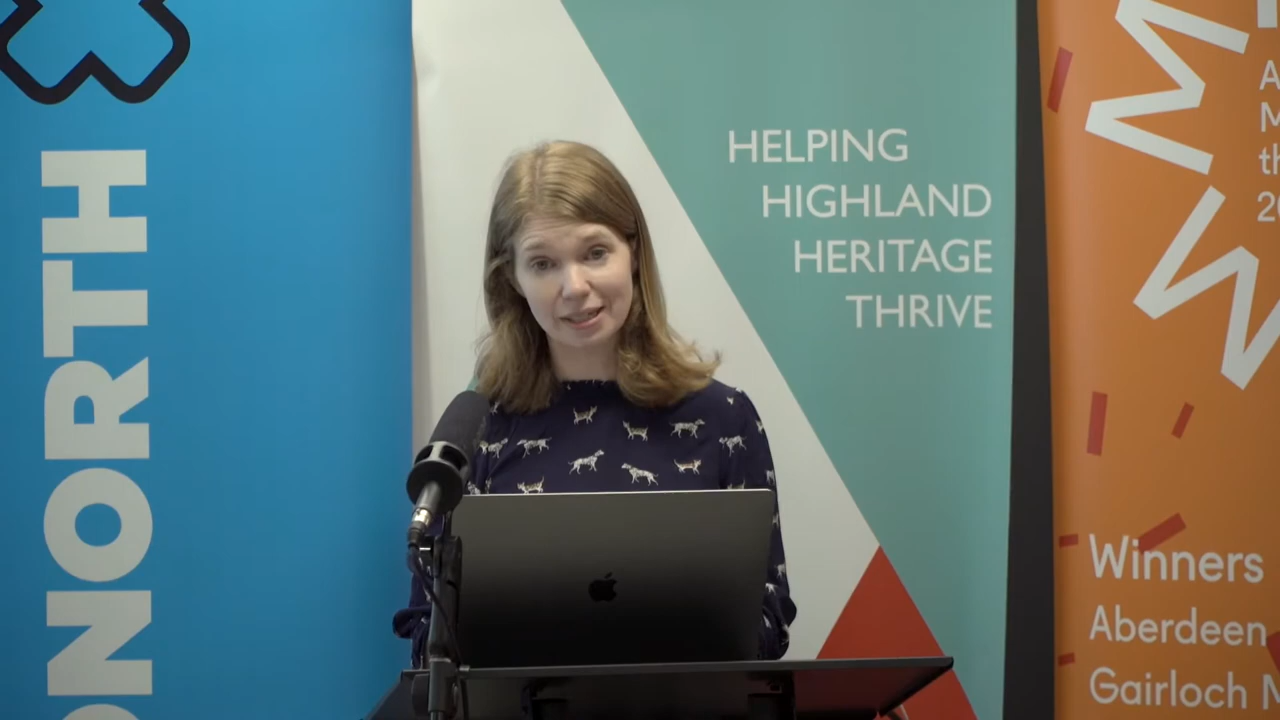 NORTH
HELPING
HIGHLAND
HERITAGE
THRIVE
Winners
Aberdeen
Gairloch